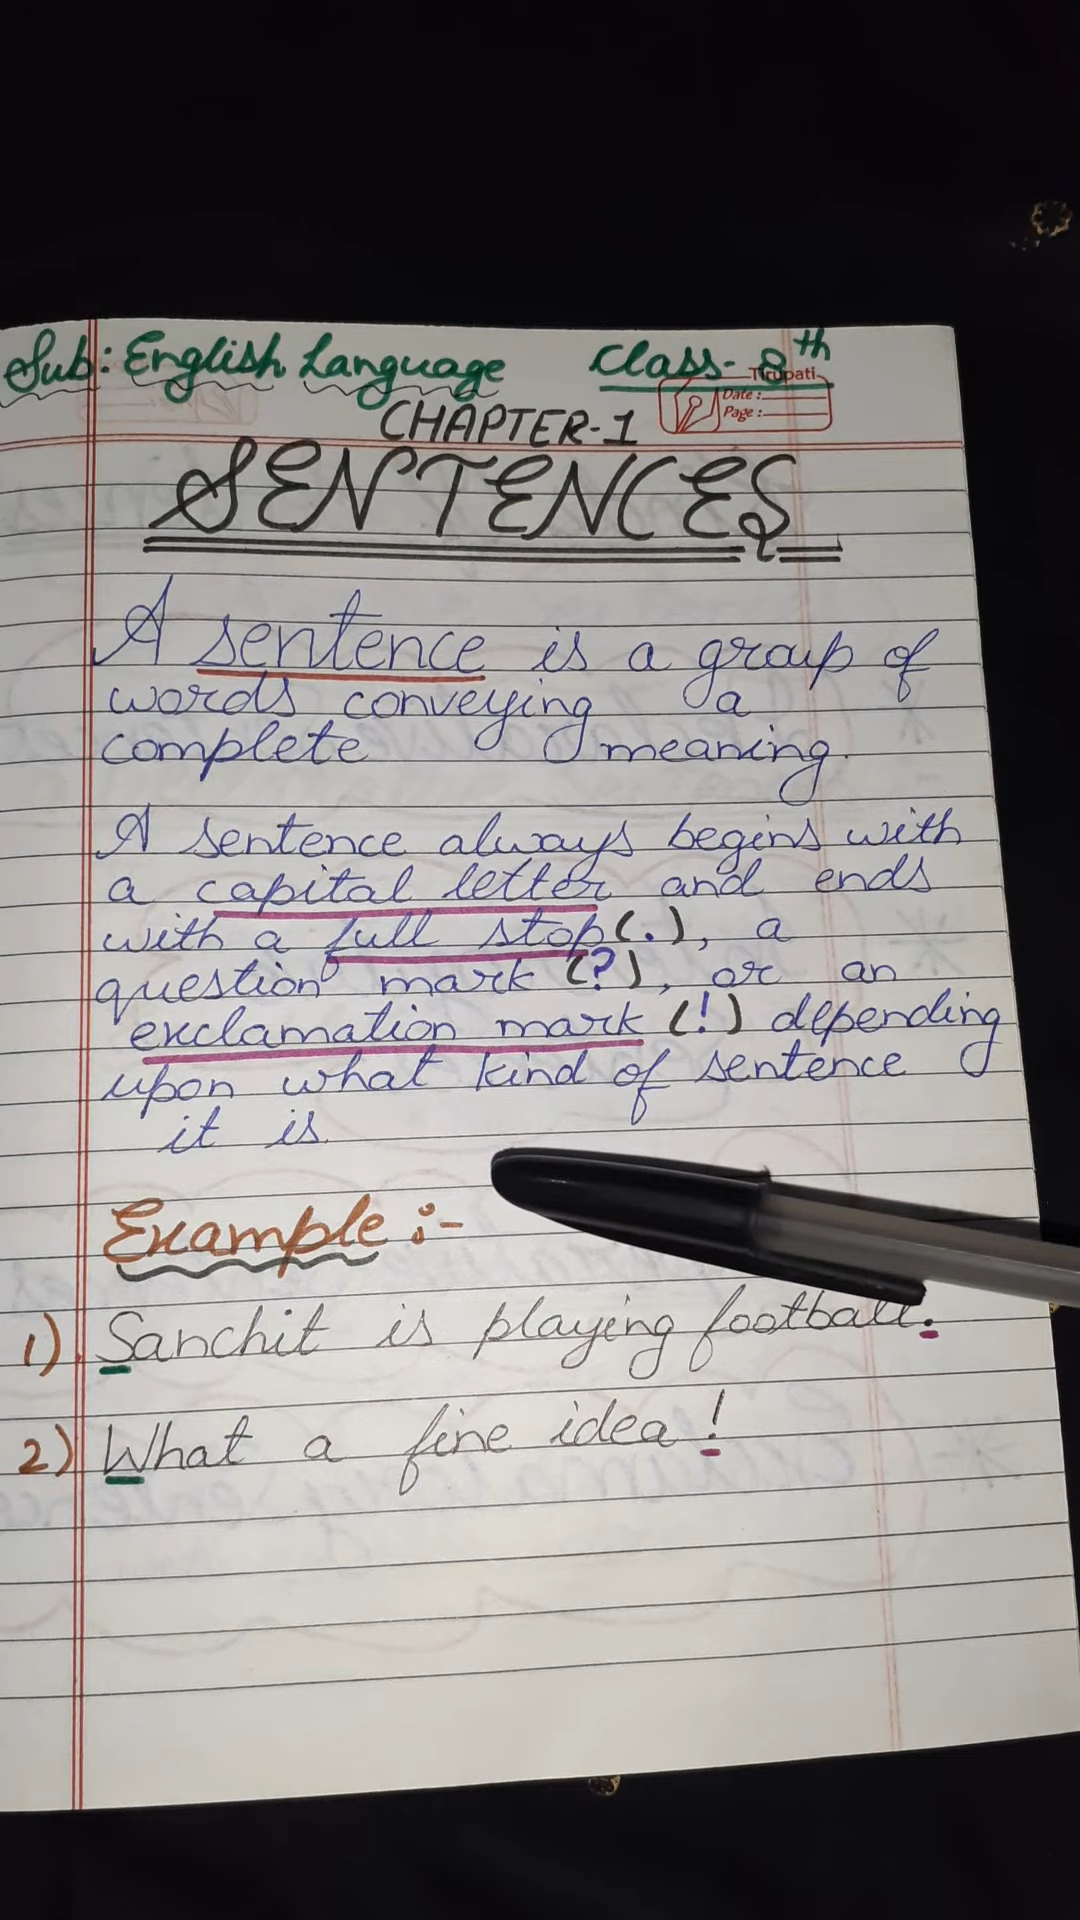 Sub: English Language Class- 8th
Tirupati
Date:
Page:
CHAPTER-1
SENTENCES
A sentence is a group of
words conveying a
complete meaning.
A sentence always begins with
a capital letter and ends
with a full stop(.), a
question mark (?), or an
exclamation mark (!) depending
upon what kind of sentence
it is.
Example :-
1) Sanchit is playing football.
2) What a fine idea!